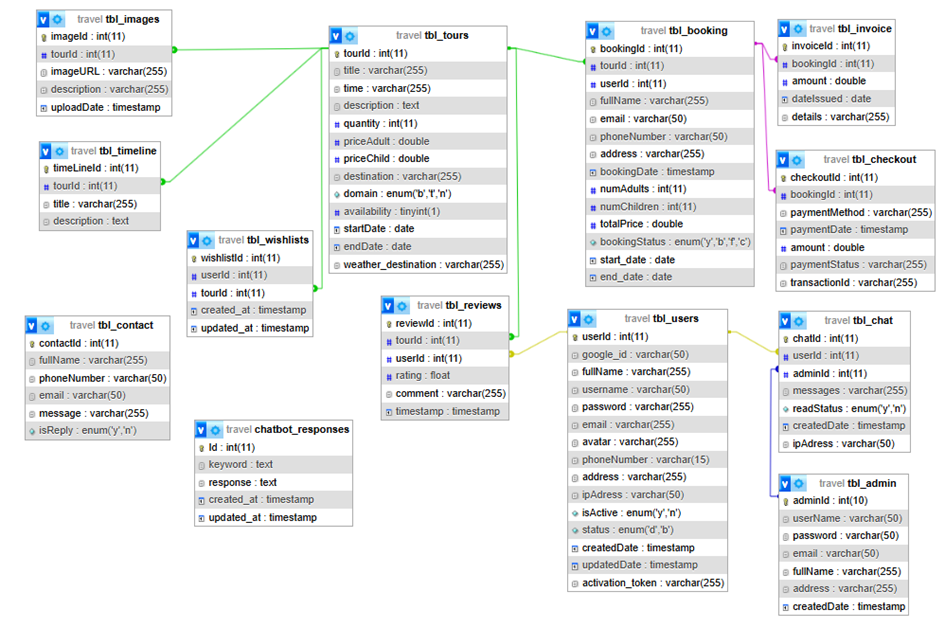 travel tbl_images
imageId : int(11)
tourId : int(11)
imageURL : varchar(255)
description : varchar(255)
uploadDate : timestamp
travel tbl_timeline
timeLineId : int(11)
tourId : int(11)
title : varchar(255)
description : text
travel tbl_wishlists
wishlistId : int(11)
userId : int(11)
tourId : int(11)
created_at : timestamp
updated_at : timestamp
travel tbl_contact
contactId : int(11)
fullName : varchar(255)
phoneNumber : varchar(50)
email : varchar(50)
message : varchar(255)
isReply : enum('y','n')
travel chatbot_responses
Id : int(11)
keyword : text
response : text
created_at : timestamp
updated_at : timestamp
travel tbl_tours
tourId : int(11)
title : varchar(255)
time : varchar(255)
description : text
quantity : int(11)
priceAdult : double
priceChild : double
destination : varchar(255)
domain : enum('b','t','n')
availability : tinyint(1)
startDate : date
endDate : date
weather_destination : varchar(255)
travel tbl_reviews
reviewId : int(11)
tourId : int(11)
userId : int(11)
rating : float
comment : varchar(255)
timestamp : timestamp
travel tbl_booking
bookingId : int(11)
tourId : int(11)
userId : int(11)
fullName : varchar(255)
email : varchar(50)
phoneNumber : varchar(50)
address : varchar(255)
bookingDate : timestamp
numAdults : int(11)
numChildren : int(11)
totalPrice : double
bookingStatus : enum('y','b','f','c')
start_date : date
end_date : date
travel tbl_users
userId : int(11)
google_id : varchar(50)
fullName : varchar(255)
username : varchar(50)
password : varchar(255)
email : varchar(255)
avatar : varchar(255)
phoneNumber : varchar(15)
address : varchar(255)
ipAdress : varchar(50)
isActive : enum('y','n')
status : enum('d','b')
createdDate : timestamp
updatedDate : timestamp
activation_token : varchar(255)
travel tbl_invoice
invoiceId : int(11)
bookingId : int(11)
amount : double
dateIssued : date
details : varchar(255)
travel tbl_checkout
checkoutId : int(11)
bookingId : int(11)
paymentMethod : varchar(255)
paymentDate : timestamp
amount : double
paymentStatus : varchar(255)
transactionId : varchar(255)
travel tbl_chat
chatId : int(11)
userId : int(11)
adminId : int(11)
messages : varchar(255)
readStatus : enum('y','n')
createdDate : timestamp
ipAdress : varchar(50)
travel tbl_admin
adminId : int(10)
userName : varchar(50)
password : varchar(50)
email : varchar(50)
fullName : varchar(255)
address : varchar(255)
createdDate : timestamp